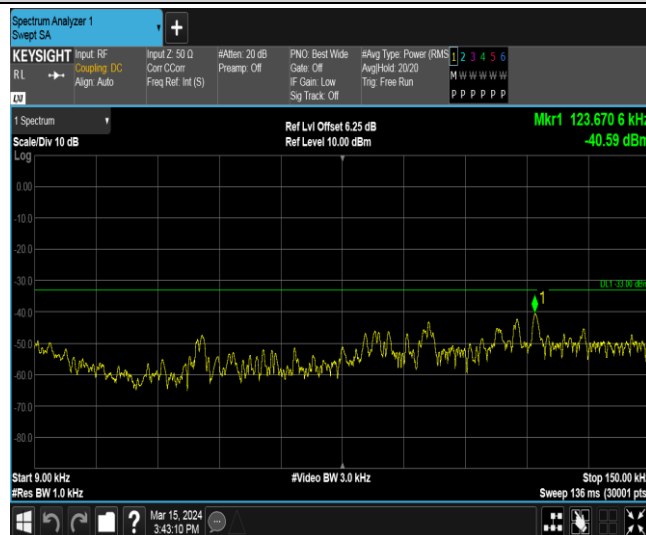 Spectrum Analyzer 1
Swept SA
+
KEYSIGHT
RL
LXI
Input: RF
Coupling: DC
Align: Auto
Input Z: 50 Ω
Corr CCorr
Freq Ref: Int (S)
#Atten: 20 dB
Preamp: Off
PNO: Best Wide
Gate: Off
IF Gain: Low
Sig Track: Off
#Avg Type: Power (RMS
Avg|Hold: 20/20
Trig: Free Run
1 2 3 4 5 6
M W W W W W
P P P P P P
1 Spectrum
Scale/Div 10 dB
Ref Lvl Offset 6.25 dB
Ref Level 10.00 dBm
Mkr1 123.670 6 kHz
-40.59 dBm
Log
0.00
-10.0
-20.0
-30.0
DL1 -33.00 dBm
1
-40.0
-50.0
-60.0
-70.0
-80.0
Start 9.00 kHz
#Video BW 3.0 kHz
Stop 150.00 kHz
#Res BW 1.0 kHz
Sweep 136 ms (30001 pts
?
Mar 15, 2024
3:43:10 PM